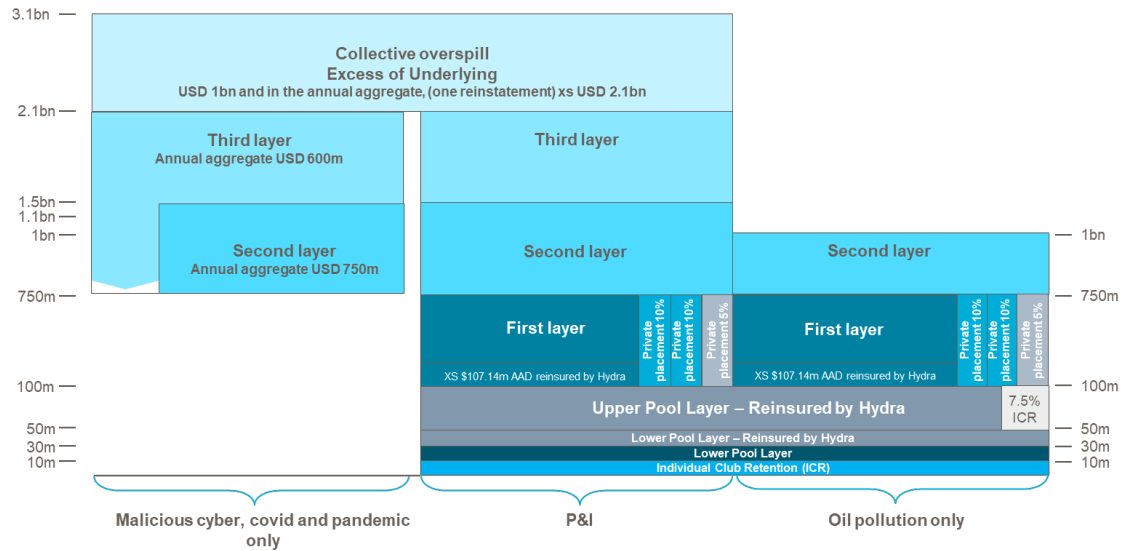 3.1bn
Collective overspill
Excess of Underlying
USD 1bn and in the annual aggregate, (one reinstatement) xs USD 2.1bn
2.1bn
Third layer
Annual aggregate USD 600m
Third layer
1.5bn
1.1bn
1bn
Second layer
Annual aggregate USD 750m
Second layer
Second layer
1bn
750m
750m
First layer
XS $107.14m AAD reinsured by Hydra
Private
placement 10%
Private
placement 10%
Private
placement 5%
First layer
XS $107.14m AAD reinsured by Hydra
Private
placement 10%
Private
placement 10%
Private
placement 5%
100m
100m
Upper Pool Layer – Reinsured by Hydra
7.5%
ICR
50m
50m
Lower Pool Layer – Reinsured by Hydra
30m
30m
Lower Pool Layer
10m
10m
Individual Club Retention (ICR)
Malicious cyber, covid and pandemic
only
P&I
Oil pollution only